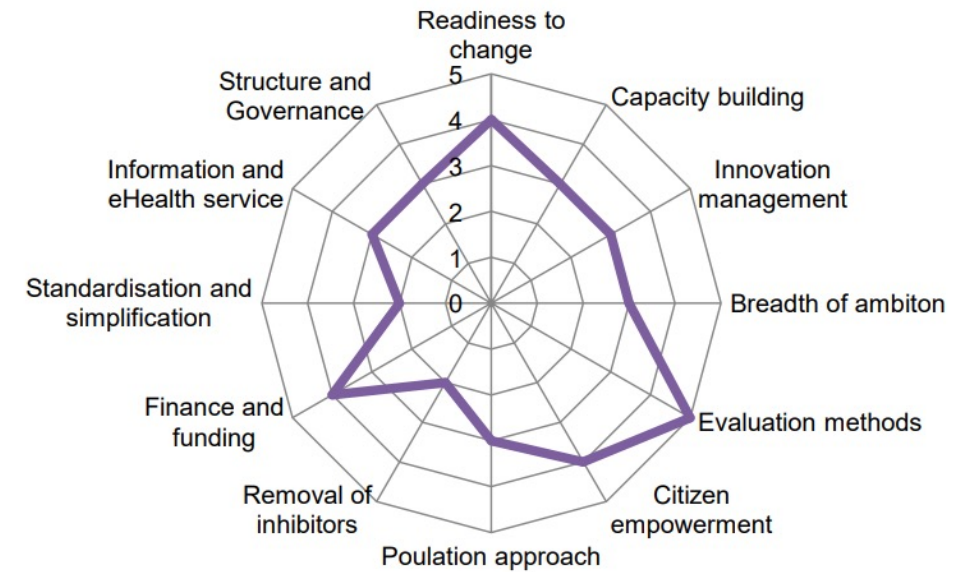 Readiness to
change
5
4
3
2
1
0
Capacity building
Innovation
management
Breadth of ambiton
Evaluation methods
Citizen
empowerment
Poulation approach
Removal of
inhibitors
Finance and
funding
Standardisation and
simplification
Information and
eHealth service
Structure and
Governance